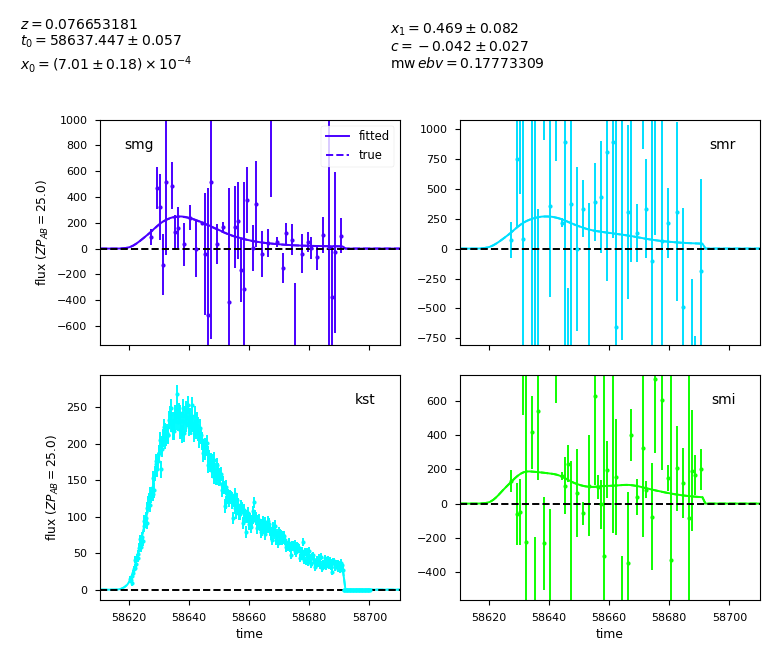 z = 0.076653181
t₀ = 58637.447 ± 0.057
x₀ = (7.01 ± 0.18) × 10⁻⁴
x₁ = 0.469 ± 0.082
c = −0.042 ± 0.027
mwebv = 0.17773309
1000
800
600
400
200
0
−200
−400
−600
flux (ZP_AB = 25.0)
smg
fitted
true
1000
750
500
250
0
−250
−500
−750
smr
250
200
150
100
50
0
flux (ZP_AB = 25.0)
kst
58620 58640 58660 58680 58700
time
600
400
200
0
−200
−400
smi
58620 58640 58660 58680 58700
time